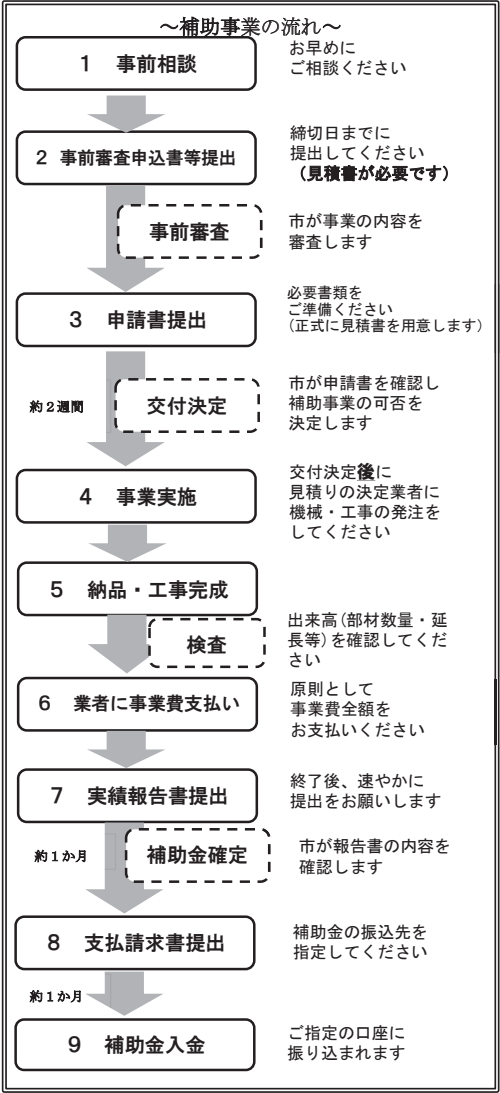 ～補助事業の流れ～
1 事前相談
お早めに
ご相談ください
2 事前審査申込書等提出
締切日までに
提出してください
（見積書が必要です）
事前審査
市が事業の内容を
審査します
3 申請書提出
必要書類を
ご準備ください
(正式に見積書を用意します)
約2週間
交付決定
市が申請書を確認し
補助事業の可否を
決定します
4 事業実施
交付決定後に
見積りの決定業者に
機械・工事の発注を
してください
5 納品・工事完成
検査
出来高(部材数量・延
長等)を確認してくだ
さい
6 業者に事業費支払い
原則として
事業費全額を
お支払いください
7 実績報告書提出
終了後、速やかに
提出をお願いします
約1か月
補助金確定
市が報告書の内容を
確認します
8 支払請求書提出
補助金の振込先を
指定してください
約1か月
9 補助金入金
ご指定の口座に
振り込まれます